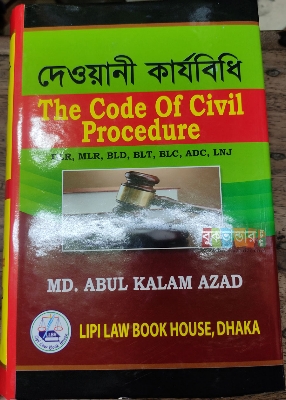 দেওয়ানী কার্যবিধি
The Code Of Civil
Procedure
MLR, BLD, BLT, BLC, ADC, LNJ
MD. ABUL KALAM AZAD
LIPI LAW BOOK HOUSE, DHAKA